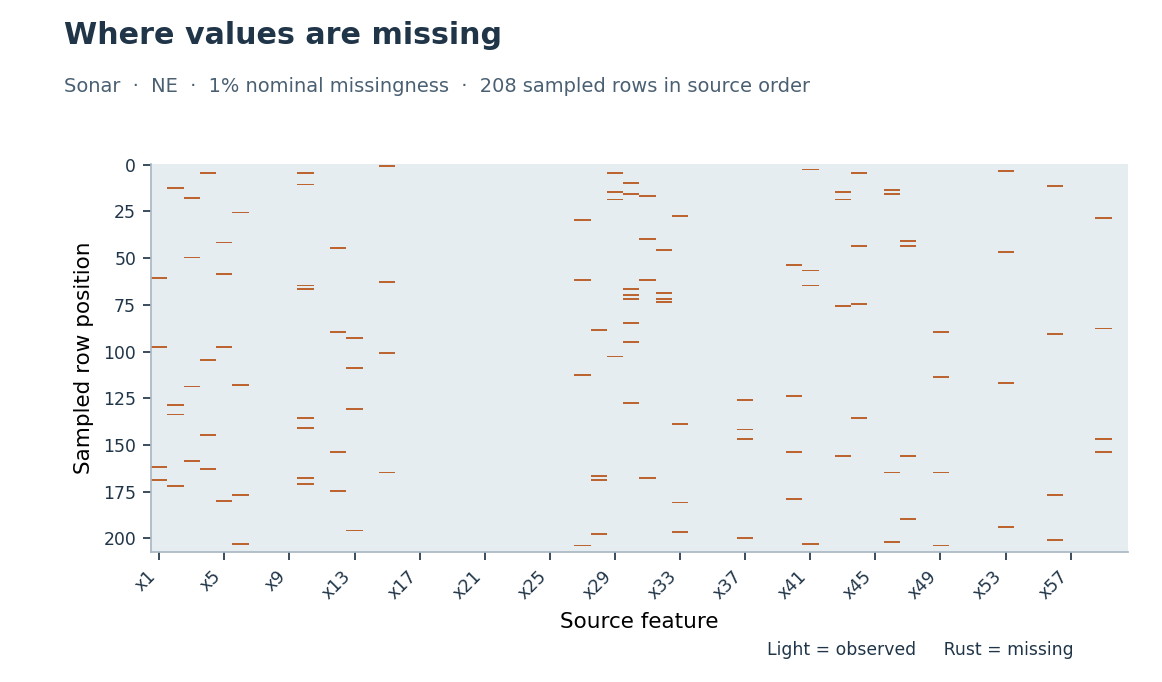 Where values are missing
Sonar · NE · 1% nominal missingness · 208 sampled rows in source order
0
25
50
75
100
125
150
175
200
Sampled row position
x1 x5 x9 x13 x17 x21 x25 x29 x33 x37 x41 x45 x49 x53 x57
Source feature
Light = observed Rust = missing